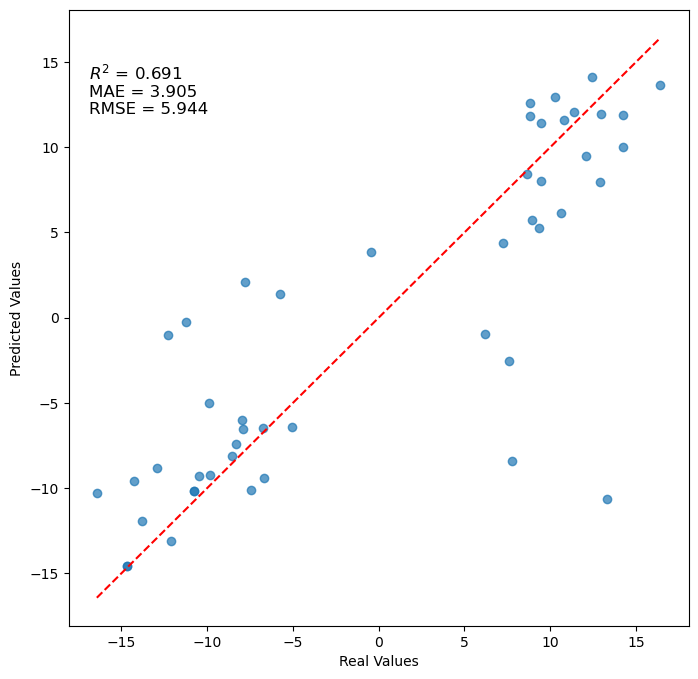 R² = 0.691
MAE = 3.905
RMSE = 5.944
15
10
5
0
−5
−10
−15
Predicted Values
−15 −10 −5 0 5 10 15
Real Values